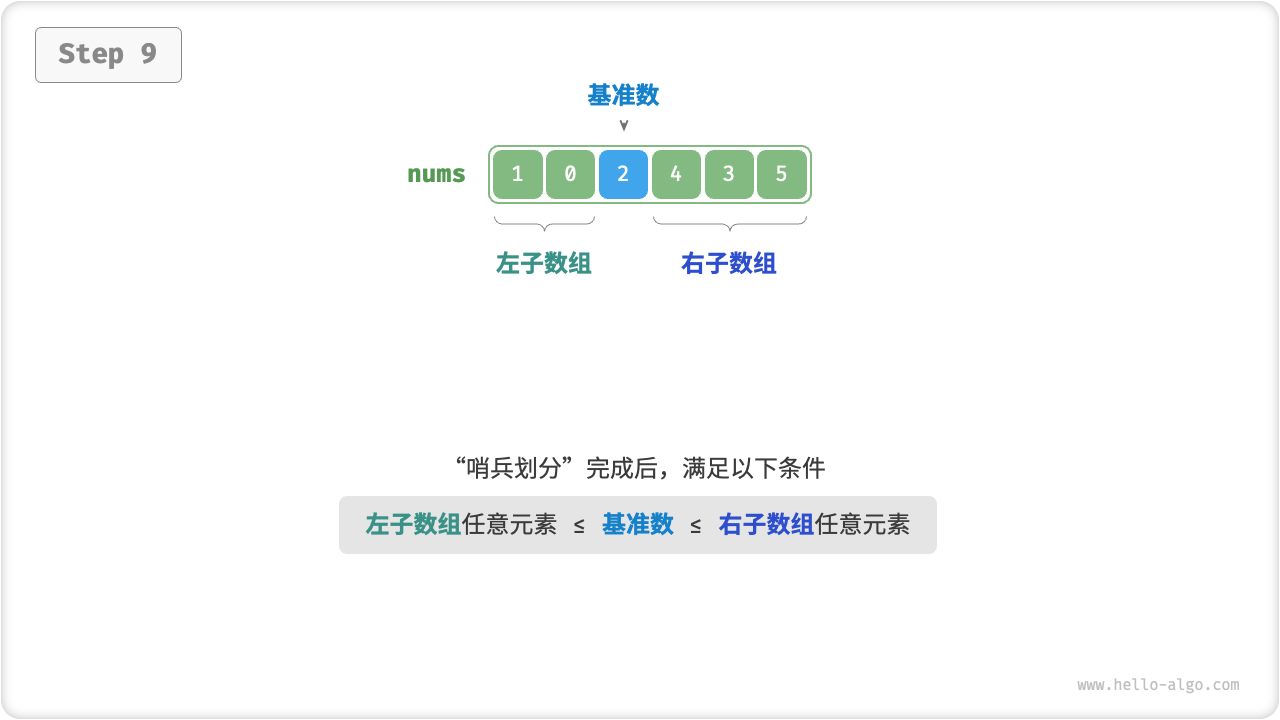 Step 9
基准数
nums 1 0 2 4 3 5
左子数组 右子数组
“哨兵划分”完成后，满足以下条件
左子数组任意元素 ≤ 基准数 ≤ 右子数组任意元素
www.hello-algo.com